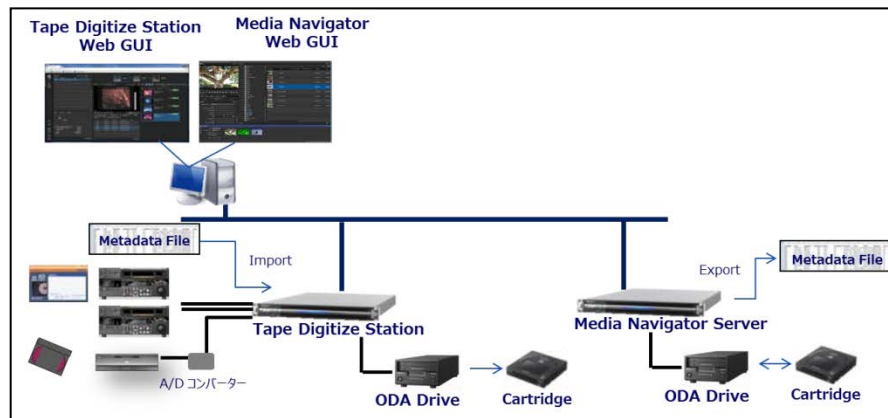 Tape Digitize Station
Web GUI
Media Navigator
Web GUI
Metadata File
Import
Tape Digitize Station
A/D コンバーター
ODA Drive
Cartridge
Media Navigator Server
Export
Metadata File
ODA Drive
Cartridge